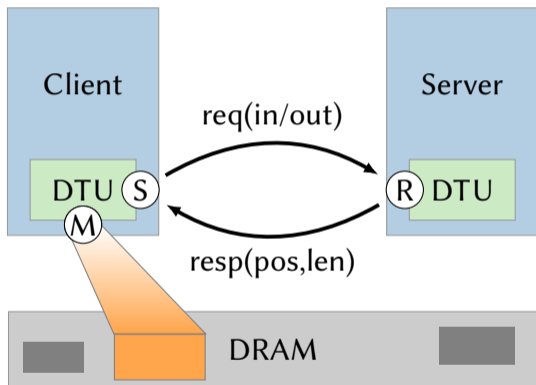 Client
Server
req(in/out)
DTU
S
R
DTU
M
resp(pos,len)
DRAM